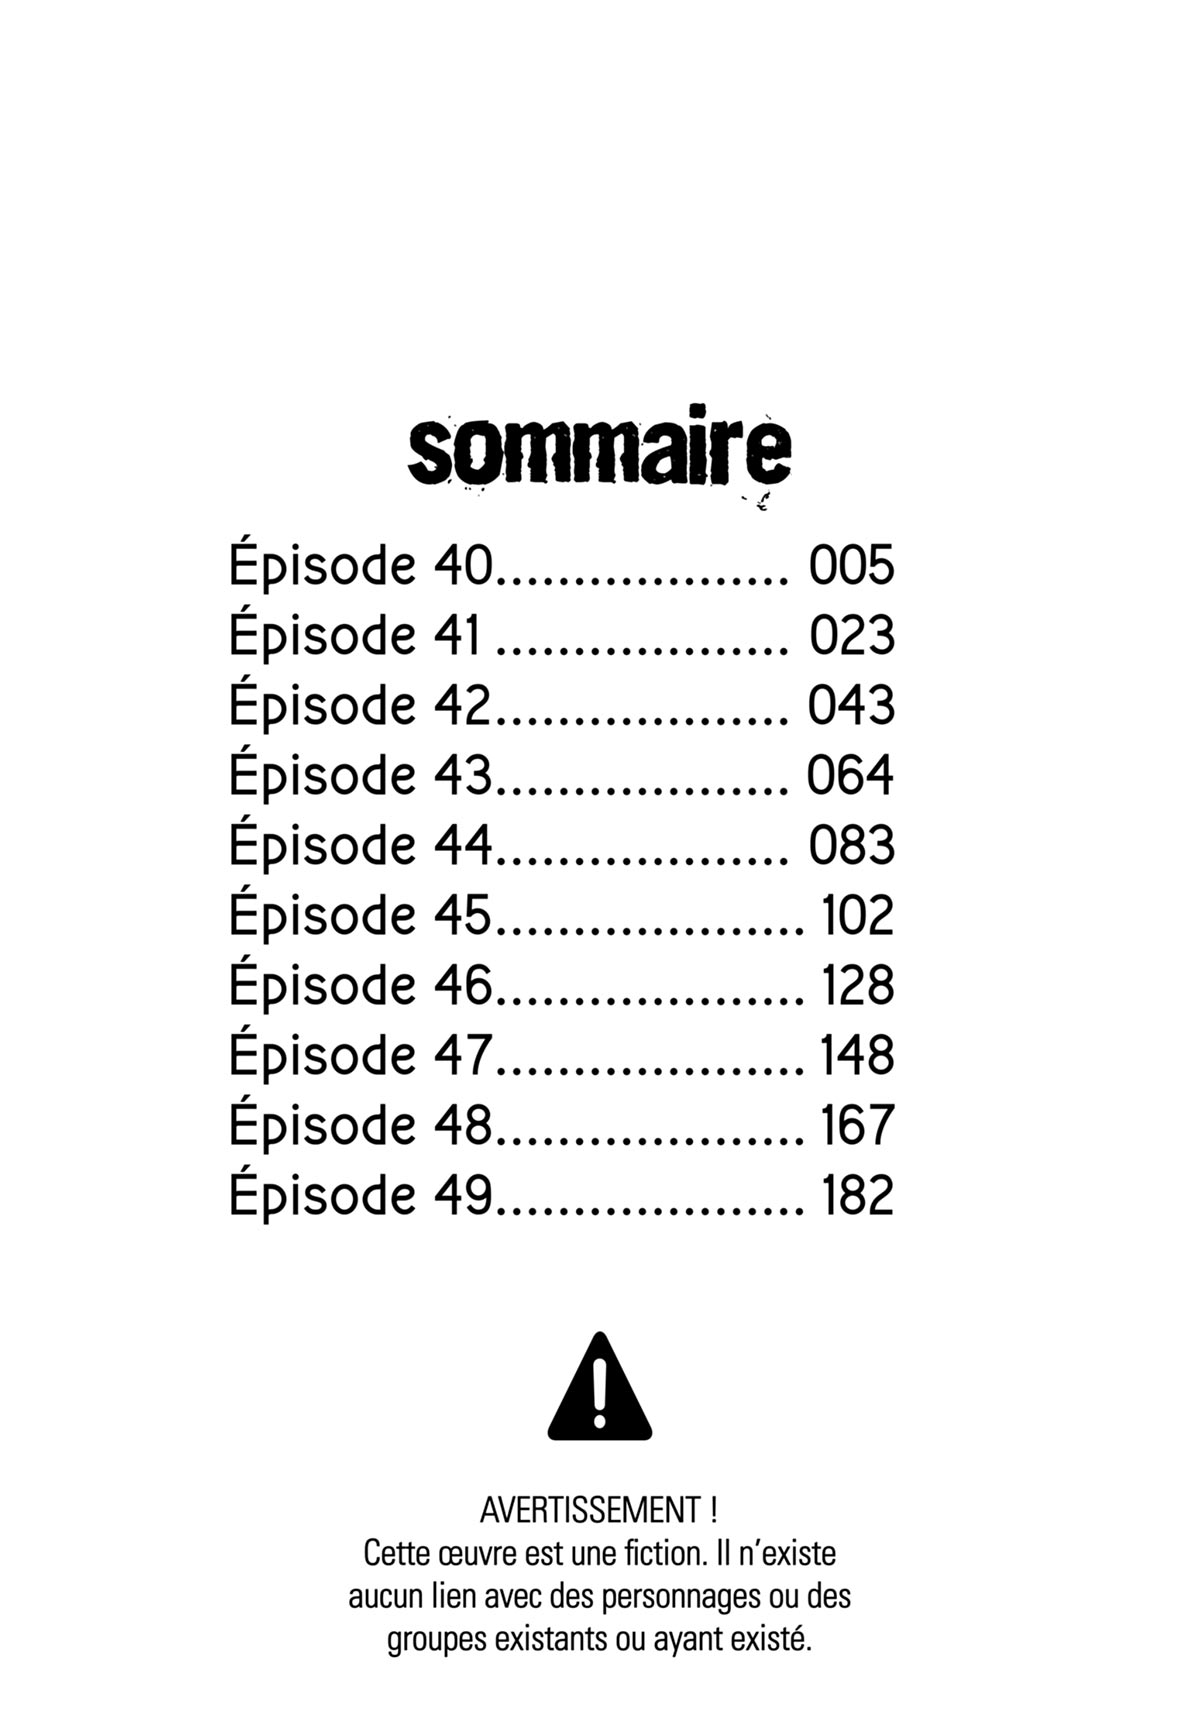 sommaire
Épisode 40................... 005
Épisode 41 ................... 023
Épisode 42................... 043
Épisode 43................... 064
Épisode 44................... 083
Épisode 45.................... 102
Épisode 46.................... 128
Épisode 47.................... 148
Épisode 48.................... 167
Épisode 49.................... 182
!
AVERTISSEMENT !
Cette œuvre est une fiction. Il n’existe
aucun lien avec des personnages ou des
groupes existants ou ayant existé.